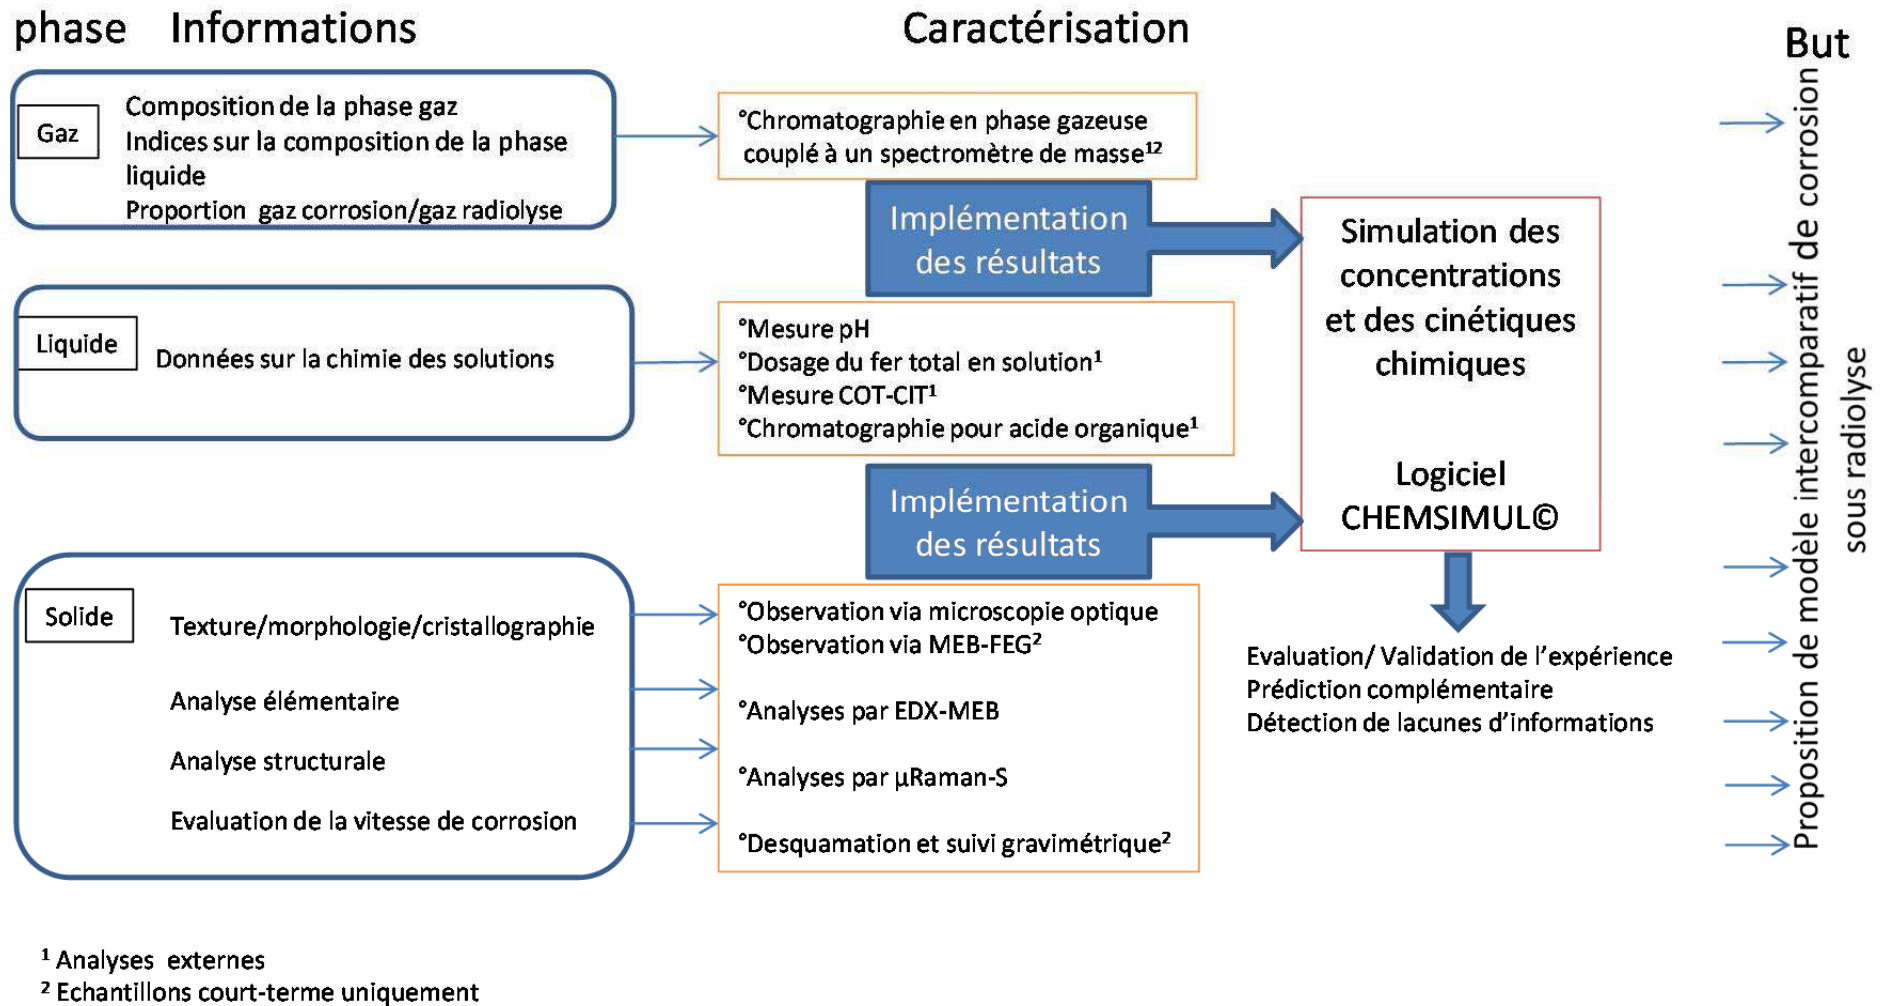 phase Informations Caractérisation But
Gaz
Composition de la phase gaz
Indices sur la composition de la phase
liquide
Proportion gaz corrosion/gaz radiolyse
°Chromatographie en phase gazeuse
couplé à un spectromètre de masse¹²
Implémentation
des résultats
Liquide
Données sur la chimie des solutions
°Mesure pH
°Dosage du fer total en solution¹
°Mesure COT-CIT¹
°Chromatographie pour acide organique¹
Implémentation
des résultats
Solide
Texture/morphologie/cristallographie
Analyse élémentaire
Analyse structurale
Evaluation de la vitesse de corrosion
°Observation via microscopie optique
°Observation via MEB-FEG²
°Analyses par EDX-MEB
°Analyses par µRaman-S
°Desquamation et suivi gravimétrique²
Simulation des
concentrations
et des cinétiques
chimiques
Logiciel
CHEMSIMUL©
Evaluation/ Validation de l'expérience
Prédiction complémentaire
Détection de lacunes d'informations
Proposition de modèle intercomparatif de corrosion
sous radiolyse
¹ Analyses externes
² Echantillons court-terme uniquement